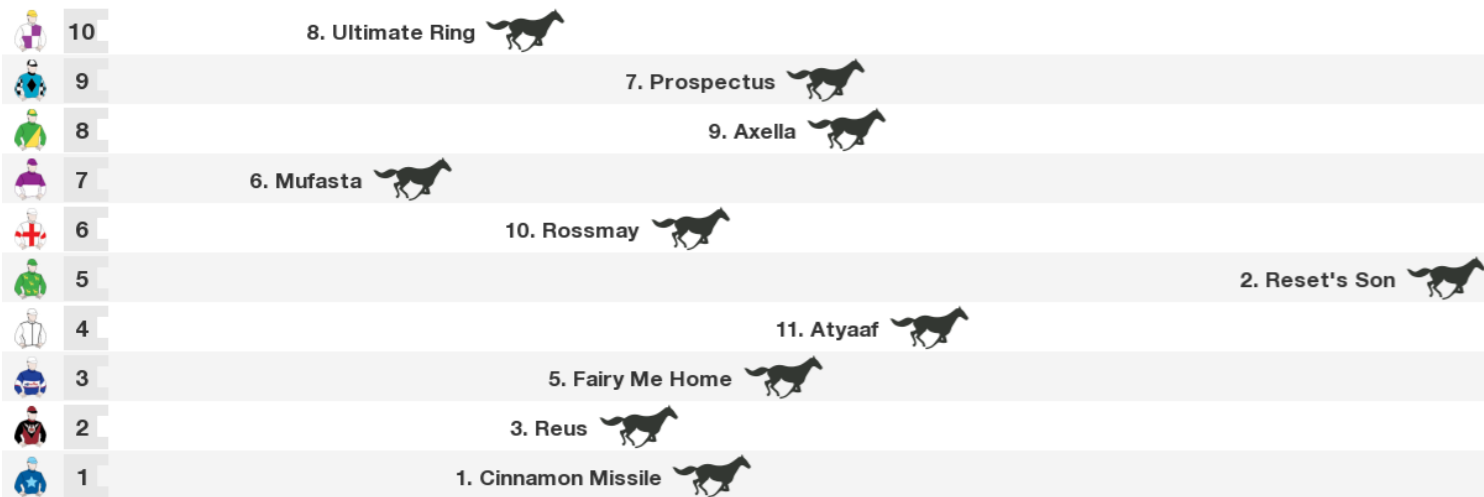 10 8. Ultimate Ring
9 7. Prospectus
8 9. Axella
7 6. Mufasta
6 10. Rossmay
5 2. Reset's Son
4 11. Atyaaf
3 5. Fairy Me Home
2 3. Reus
1 1. Cinnamon Missile